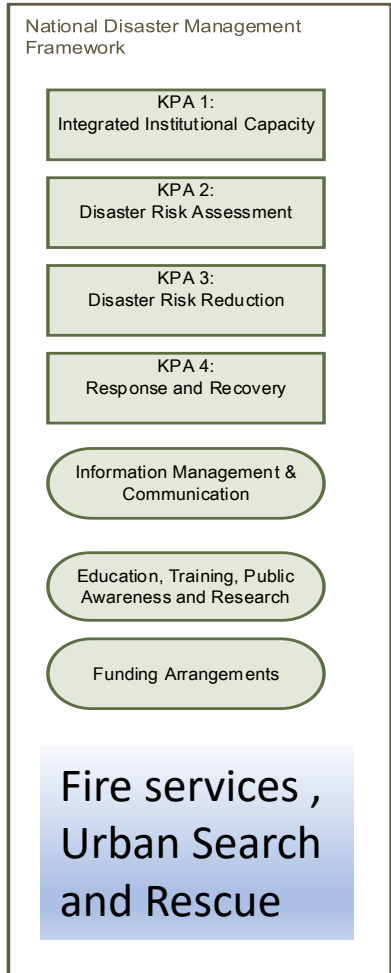 National Disaster Management
Framework
KPA 1:
Integrated Institutional Capacity
KPA 2:
Disaster Risk Assessment
KPA 3:
Disaster Risk Reduction
KPA 4:
Response and Recovery
Information Management &
Communication
Education, Training, Public
Awareness and Research
Funding Arrangements
Fire services ,
Urban Search
and Rescue